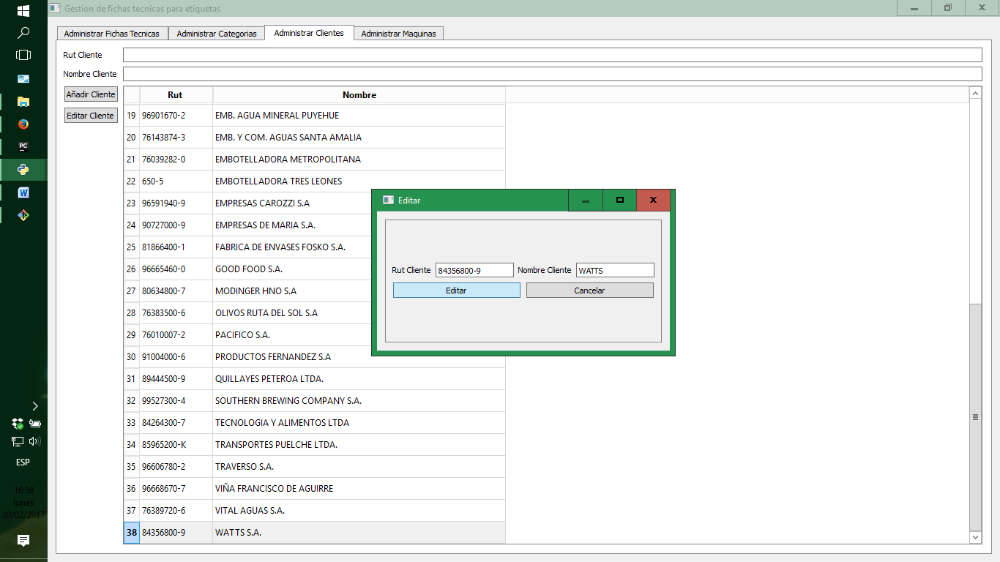 Gestion de fichas tecnicas para etiquetas
Administrar Fichas Tecnicas Administrar Categorias Administrar Clientes Administrar Maquinas
Rut Cliente
Nombre Cliente
Añadir Cliente
Editar Cliente
Rut Nombre
19 96901670-2 EMB. AGUA MINERAL PUYEHUE
20 76143874-3 EMB. Y COM. AGUAS SANTA AMALIA
21 76039282-0 EMBOTELLADORA METROPOLITANA
22 650-5 EMBOTELLADORA TRES LEONES
23 96591940-9 EMPRESAS CAROZZI S.A
24 90727000-9 EMPRESAS DE MARIA S.A.
25 81866400-1 FABRICA DE ENVASES FOSKO S.A.
26 96665460-0 GOOD FOOD S.A.
27 80634800-7 MODINGER HNO S.A
28 76383500-6 OLIVOS RUTA DEL SOL S.A
29 76010007-2 PACIFICO S.A.
30 91004000-6 PRODUCTOS FERNANDEZ S.A
31 89444500-9 QUILLAYES PETEROA LTDA.
32 99527300-4 SOUTHERN BREWING COMPANY S.A.
33 84264300-7 TECNOLOGIA Y ALIMENTOS LTDA
34 85965200-K TRANSPORTES PUELCHE LTDA.
35 96606780-2 TRAVERSO S.A.
36 96668670-7 VIÑA FRANCISCO DE AGUIRRE
37 76389720-6 VITAL AGUAS S.A.
38 84356800-9 WATTS S.A.
Editar
Rut Cliente 84356800-9 Nombre Cliente WATTS
Editar Cancelar
PC
W
ESP
16:58
lunes
20/02/2017